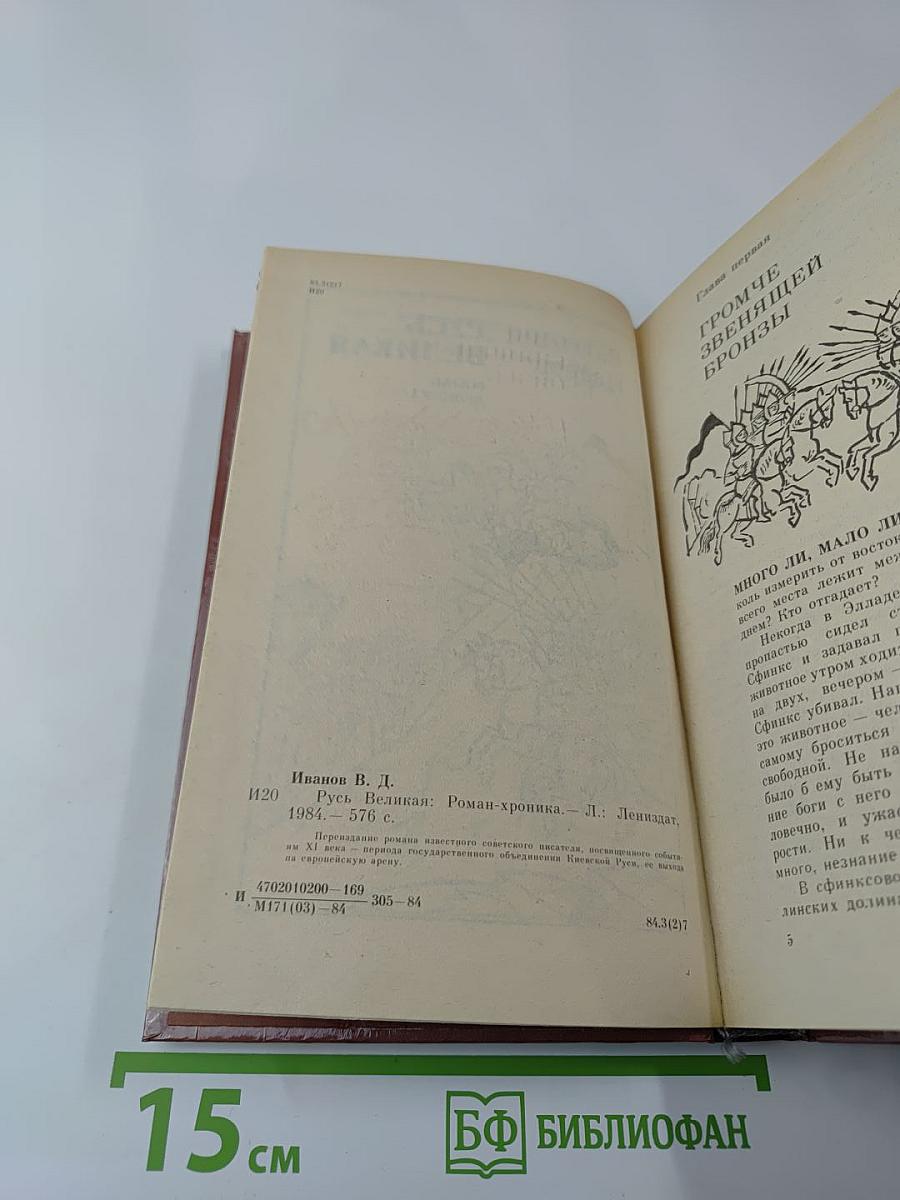 84.3(2)7
И20
Иванов В. Д.
И20 Русь Великая: Роман-хроника.— Л.: Лениздат,
1984.— 576 с.
Переиздание романа известного советского писателя, посвященного событи-
ям XI века — периода государственного объединения Киевской Руси, ее выхода
на европейскую арену.
И 4702010200—169
М171(03)—84
305—84
84.3(2)7
Глава первая
ГРОМЧЕ
ЗВЕНЯЩЕЙ
БРОНЗЫ
МНОГО ЛИ, МАЛО ЛИ
коль измерить от восток
всего места лежит меж
днем? Кто отгадает?
Некогда в Элладе
пропастью сидел
Сфинкс и задавал
животное утром ходи
на двух, вечером —
Сфинкс убивал.
это животное — чел
самому броситься
свободной. Не на
было б ему быть
ние боги с него
ловечно, и ужа
рости. Ни к че
много, незнание
В сфинксово
линских долина
5
15 см
БФ БИБЛИОФАН